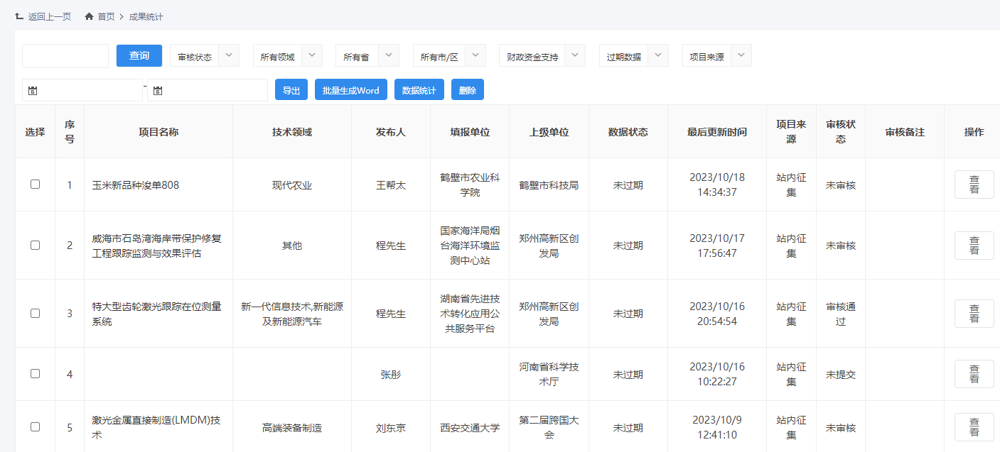 返回上一页 首页 > 成果统计
查询 审核状态 所有领域 所有省 所有市/区 财政资金支持 过期数据 项目来源
- 导出 批量生成Word 数据统计 删除
选择 序号 项目名称 技术领域 发布人 填报单位 上级单位 数据状态 最后更新时间 项目来源 审核状态 审核备注 操作
1 玉米新品种浚单808 现代农业 王帮太 鹤壁市农业科学院 鹤壁市科技局 未过期 2023/10/18 14:34:37 站内征集 未审核 查看
2 威海市石岛湾海岸带保护修复工程跟踪监测与效果评估 其他 程先生 国家海洋局烟台海洋环境监测中心站 郑州高新区创发局 未过期 2023/10/17 17:56:47 站内征集 未审核 查看
3 特大型齿轮激光跟踪在位测量系统 新一代信息技术,新能源及新能源汽车 程先生 湖南省先进技术转化应用公共服务平台 郑州高新区创发局 未过期 2023/10/16 20:54:54 站内征集 审核通过 查看
4 张彤 河南省科学技术厅 未过期 2023/10/16 10:22:27 站内征集 未提交 查看
5 激光金属直接制造(LMDM)技术 高端装备制造 刘东京 西安交通大学 第二届跨国大会 未过期 2023/10/9 12:41:10 站内征集 未审核 查看